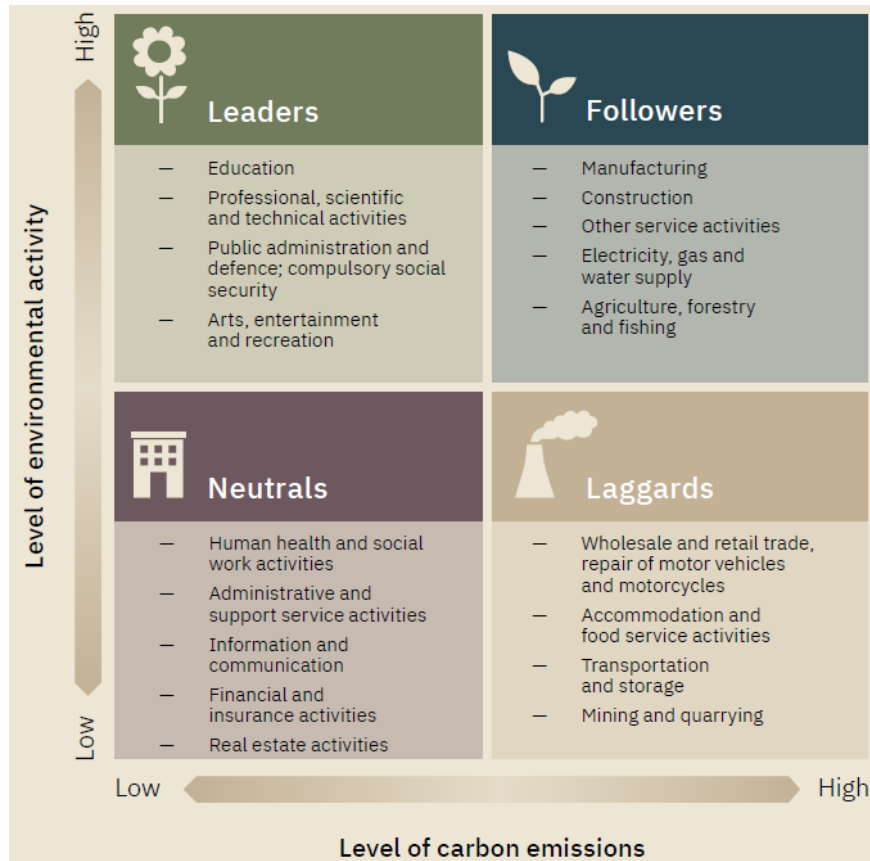 High
Level of environmental activity
Low
Leaders
— Education
— Professional, scientific
and technical activities
— Public administration and
defence; compulsory social
security
— Arts, entertainment
and recreation
Followers
— Manufacturing
— Construction
— Other service activities
— Electricity, gas and
water supply
— Agriculture, forestry
and fishing
Neutrals
— Human health and social
work activities
— Administrative and
support service activities
— Information and
communication
— Financial and
insurance activities
— Real estate activities
Laggards
— Wholesale and retail trade,
repair of motor vehicles
and motorcycles
— Accommodation and
food service activities
— Transportation
and storage
— Mining and quarrying
Low
High
Level of carbon emissions